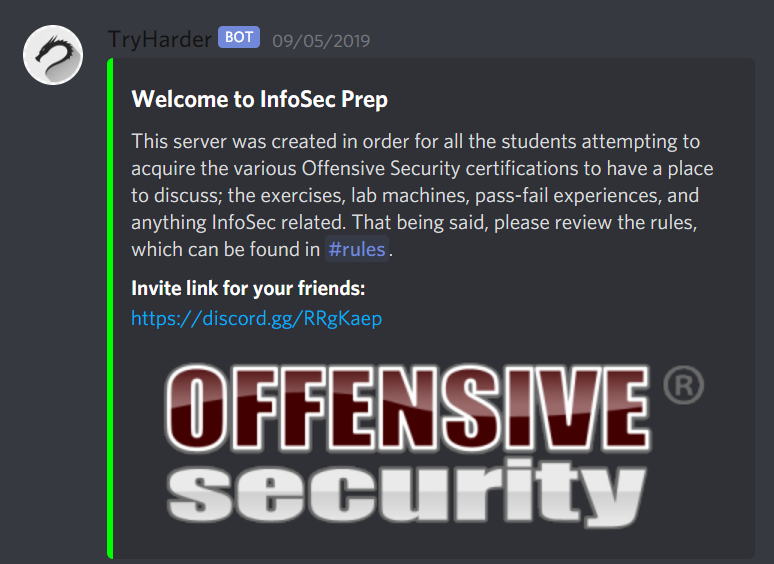 TryHarder BOT 09/05/2019
Welcome to InfoSec Prep
This server was created in order for all the students attempting to
acquire the various Offensive Security certifications to have a place
to discuss; the exercises, lab machines, pass-fail experiences, and
anything InfoSec related. That being said, please review the rules,
which can be found in #rules.
Invite link for your friends:
https://discord.gg/RRgKaep
OFFENSIVE®
security